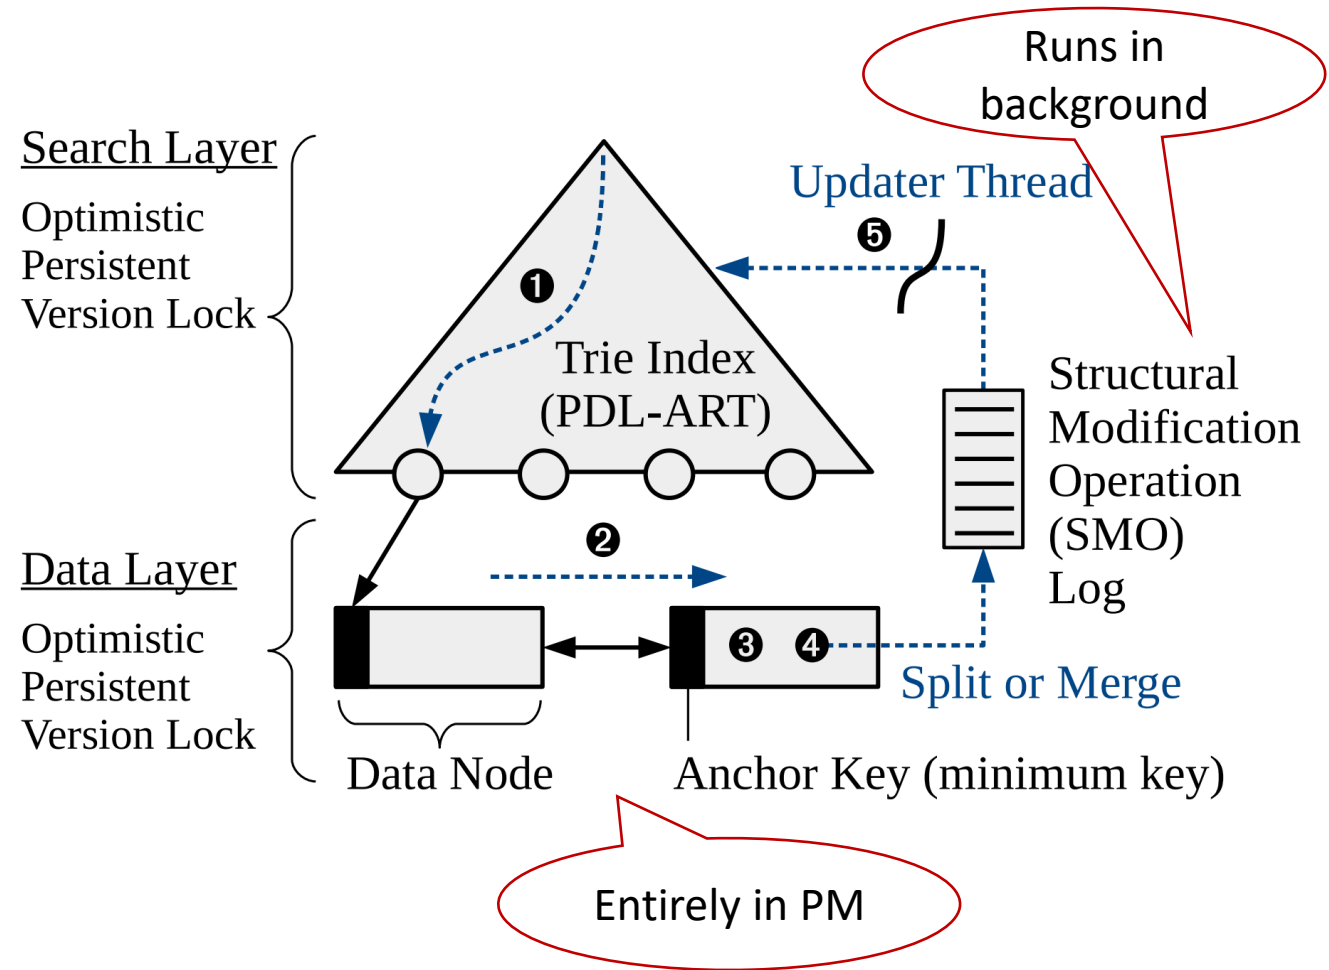 Runs in
background
Search Layer
Optimistic
Persistent
Version Lock
Updater Thread
❺
❶
Trie Index
(PDL-ART)
Structural
Modification
Operation
(SMO)
Log
❷
Data Layer
Optimistic
Persistent
Version Lock
❸ ❹
Split or Merge
Data Node
Anchor Key (minimum key)
Entirely in PM